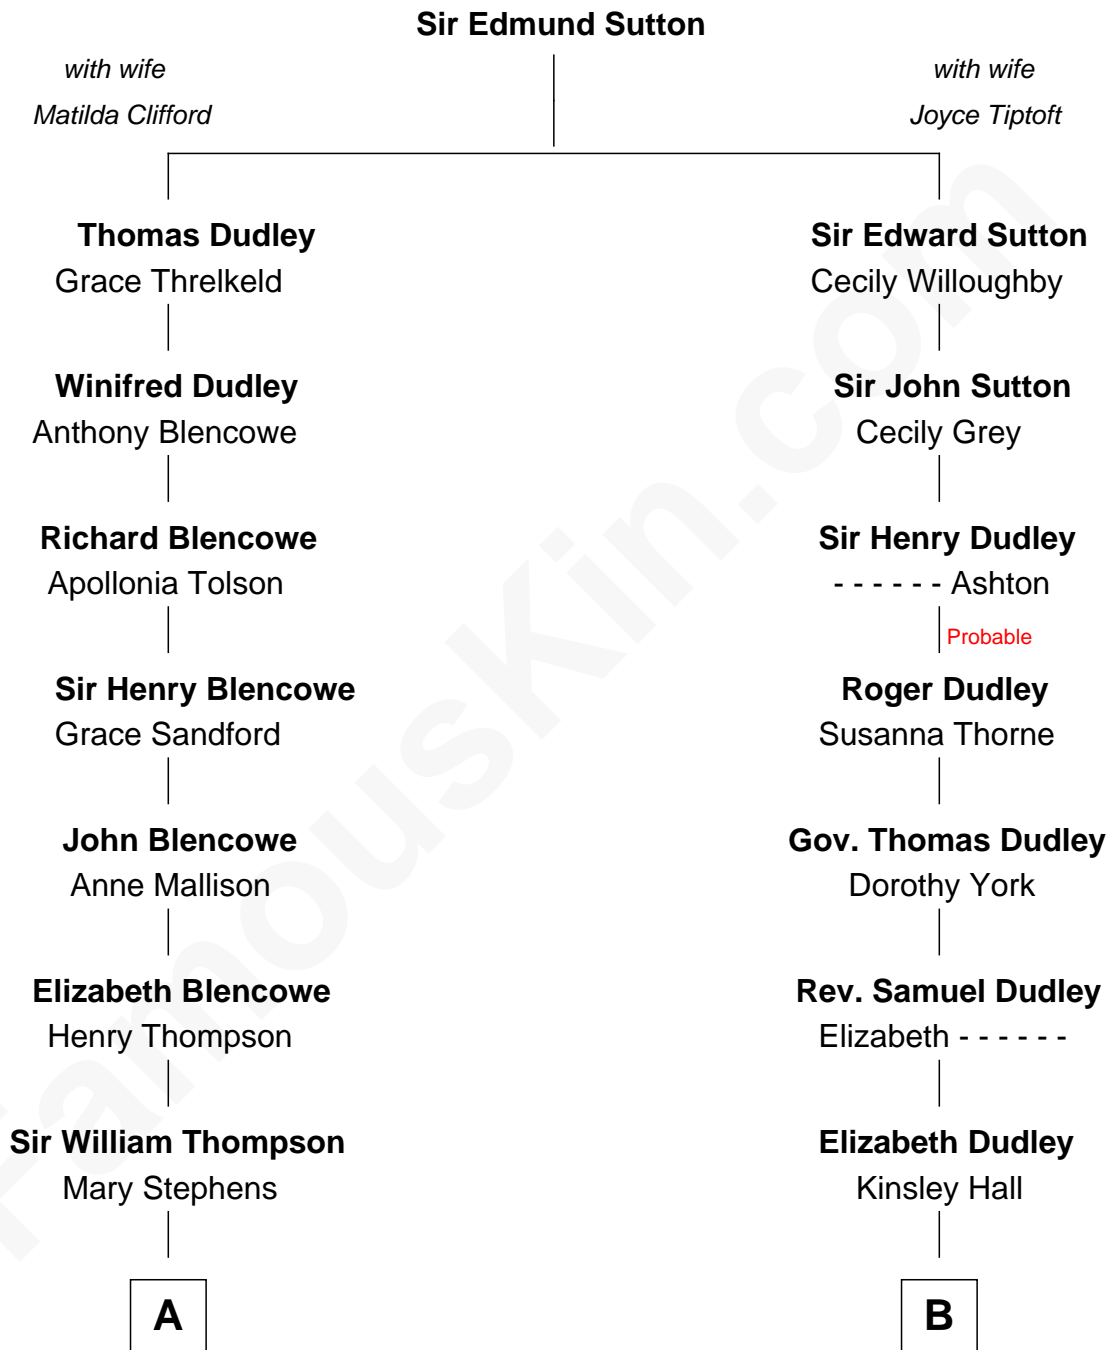 Sir Edmund Sutton
with wife
Matilda Clifford
with wife
Joyce Tiptoft
Thomas Dudley
Grace Threlkeld
Winifred Dudley
Anthony Blencowe
Richard Blencowe
Apollonia Tolson
Sir Henry Blencowe
Grace Sandford
John Blencowe
Anne Mallison
Elizabeth Blencowe
Henry Thompson
Sir William Thompson
Mary Stephens
A
Sir Edward Sutton
Cecily Willoughby
Sir John Sutton
Cecily Grey
Sir Henry Dudley
- - - - - - Ashton
Probable
Roger Dudley
Susanna Thorne
Gov. Thomas Dudley
Dorothy York
Rev. Samuel Dudley
Elizabeth - - - - - -
Elizabeth Dudley
Kinsley Hall
B
FamousKin.com